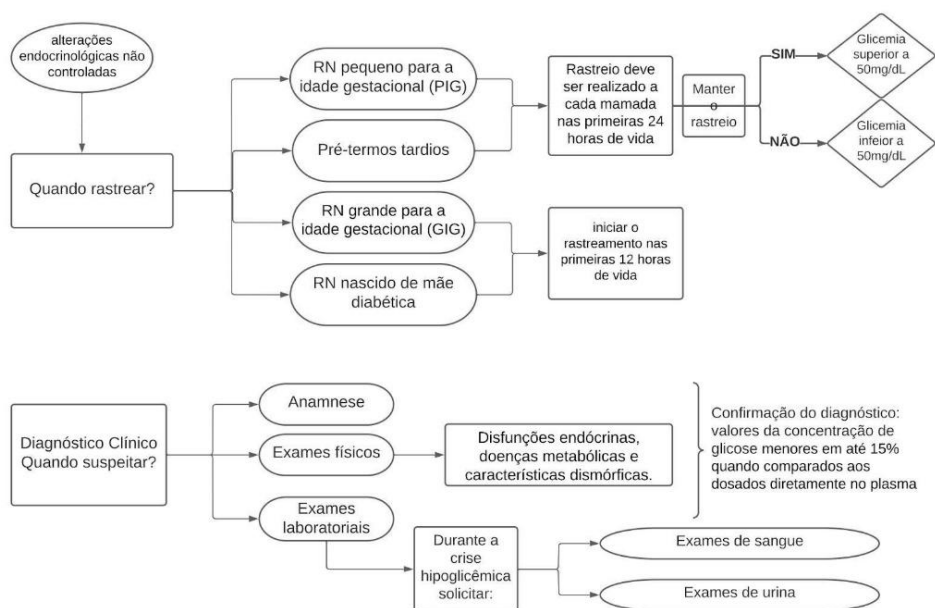 alterações
endocrinológicas não
controladas
Quando rastrear?
RN pequeno para a
idade gestacional (PIG)
Pré-termos tardios
RN grande para a
idade gestacional (GIG)
RN nascido de mãe
diabética
Rastreio deve
ser realizado a
cada mamada
nas primeiras 24
horas de vida
Manter
o
rastreio
SIM
NÃO
Glicemia
superior a
50mg/dL
Glicemia
infeior a
50mg/dL
iniciar o
rastreamento nas
primeiras 12 horas
de vida
Diagnóstico Clínico
Quando suspeitar?
Anamnese
Exames físicos
Exames
laboratoriais
Disfunções endócrinas,
doenças metabólicas e
características dismórficas.
Confirmação do diagnóstico:
valores da concentração de
glicose menores em até 15%
quando comparados aos
dosados diretamente no plasma
Durante a
crise
hipoglicêmica
solicitar:
Exames de sangue
Exames de urina